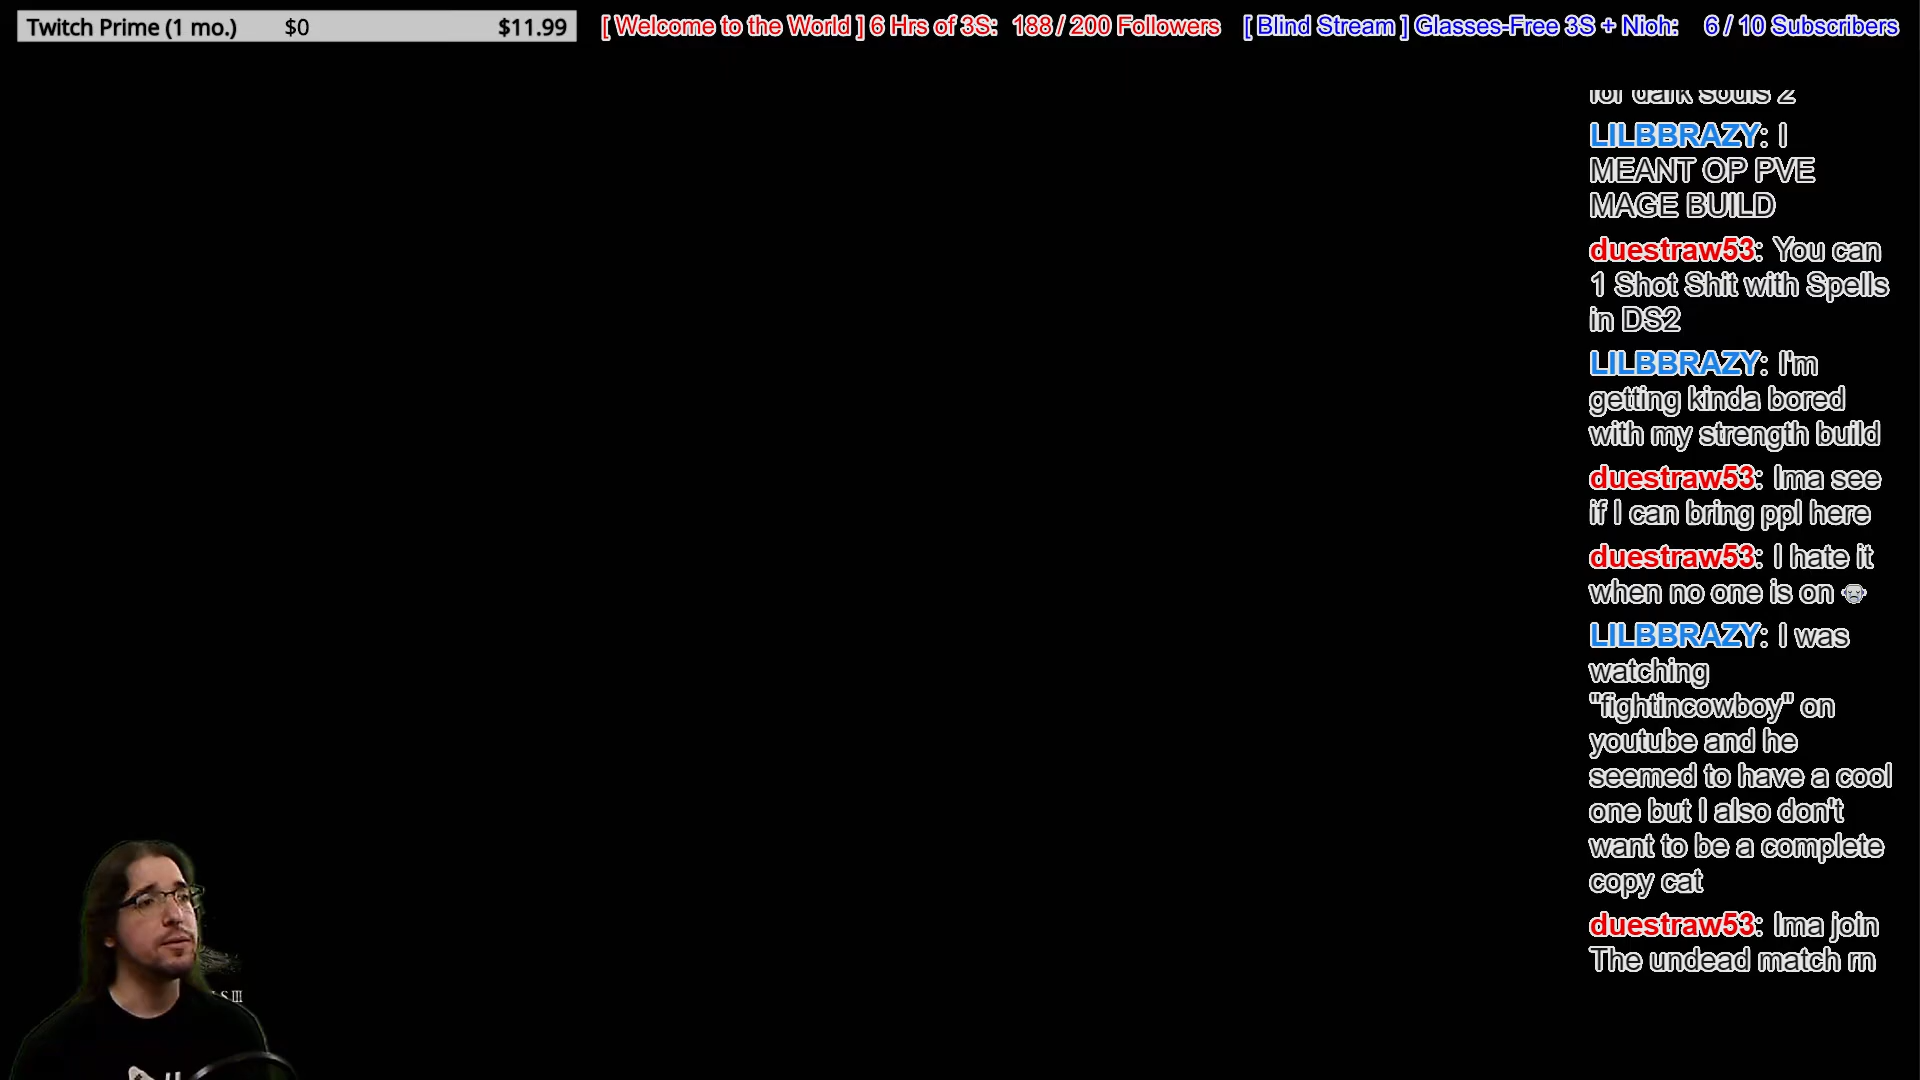 Twitch Prime (1 mo.) $0 $11.99
[ Welcome to the World ] 6 Hrs of 3S: 188 / 200 Followers
[ Blind Stream ] Glasses-Free 3S + Nioh: 6 / 10 Subscribers
for dark souls 2
LILBBRAZY: I
MEANT OP PVE
MAGE BUILD
duestraw53: You can
1 Shot Shit with Spells
in DS2
LILBBRAZY: I'm
getting kinda bored
with my strength build
duestraw53: Ima see
if I can bring ppl here
duestraw53: I hate it
when no one is on
LILBBRAZY: I was
watching
"fightincowboy" on
youtube and he
seemed to have a cool
one but I also don't
want to be a complete
copy cat
duestraw53: Ima join
The undead match rn